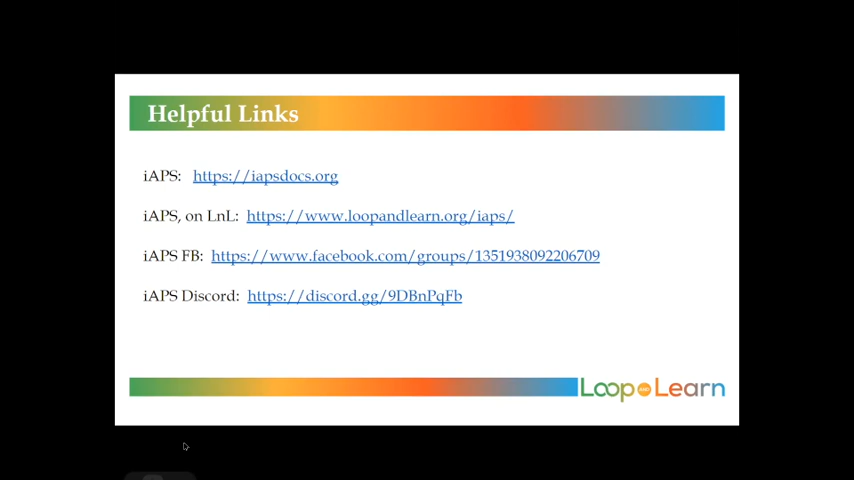 Helpful Links
iAPS: https://iapsdocs.org
iAPS, on LnL: https://www.loopandlearn.org/iaps/
iAPS FB: https://www.facebook.com/groups/1351938092206709
iAPS Discord: https://discord.gg/9DBnPqFb
Loop AND Learn